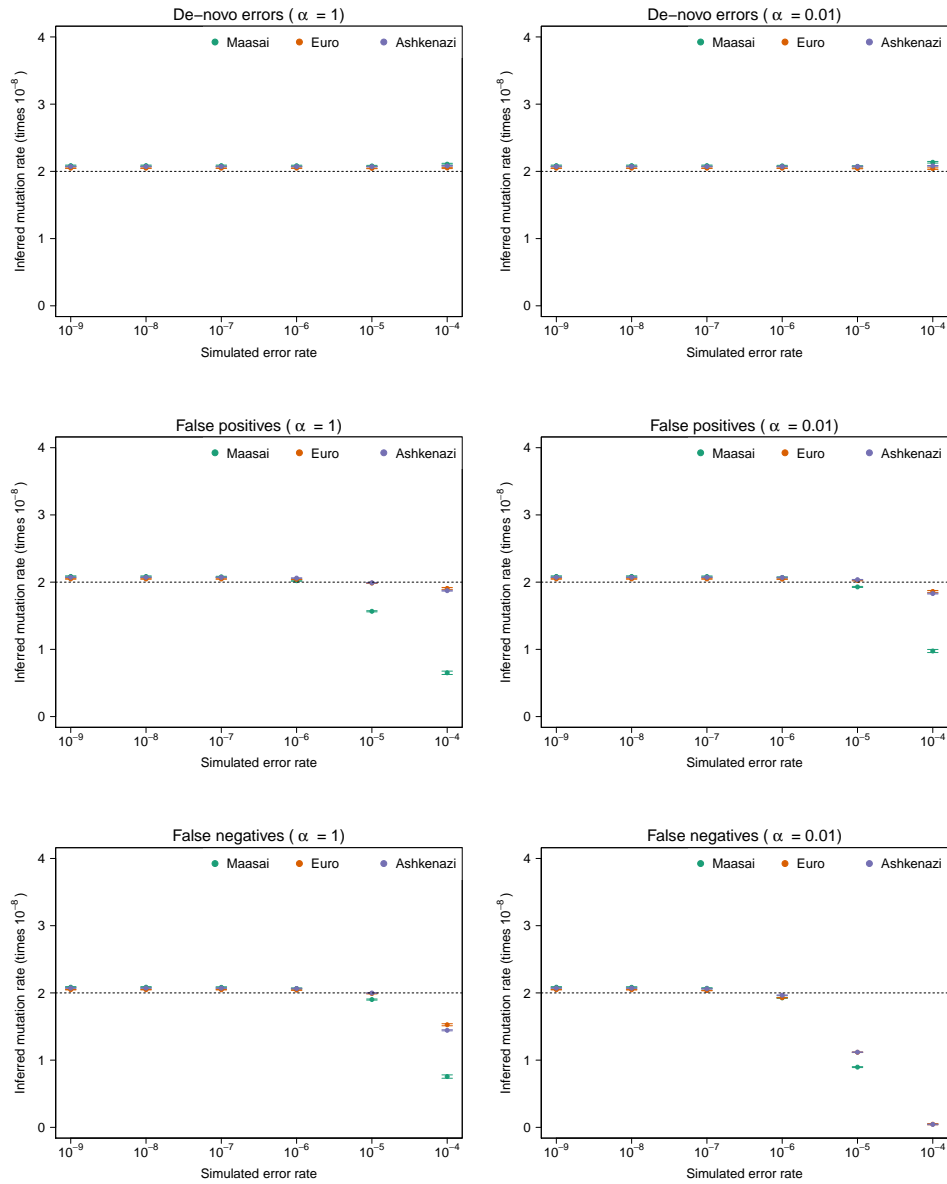 De−novo errors ( α = 1)
Maasai Euro Ashkenazi
Inferred mutation rate (times 10⁻⁸ )
4
3
2
1
0
10⁻⁹ 10⁻⁸ 10⁻⁷ 10⁻⁶ 10⁻⁵ 10⁻⁴
Simulated error rate
De−novo errors ( α = 0.01)
Maasai Euro Ashkenazi
Inferred mutation rate (times 10⁻⁸ )
4
3
2
1
0
10⁻⁹ 10⁻⁸ 10⁻⁷ 10⁻⁶ 10⁻⁵ 10⁻⁴
Simulated error rate
False positives ( α = 1)
Maasai Euro Ashkenazi
Inferred mutation rate (times 10⁻⁸ )
4
3
2
1
0
10⁻⁹ 10⁻⁸ 10⁻⁷ 10⁻⁶ 10⁻⁵ 10⁻⁴
Simulated error rate
False positives ( α = 0.01)
Maasai Euro Ashkenazi
Inferred mutation rate (times 10⁻⁸ )
4
3
2
1
0
10⁻⁹ 10⁻⁸ 10⁻⁷ 10⁻⁶ 10⁻⁵ 10⁻⁴
Simulated error rate
False negatives ( α = 1)
Maasai Euro Ashkenazi
Inferred mutation rate (times 10⁻⁸ )
4
3
2
1
0
10⁻⁹ 10⁻⁸ 10⁻⁷ 10⁻⁶ 10⁻⁵ 10⁻⁴
Simulated error rate
False negatives ( α = 0.01)
Maasai Euro Ashkenazi
Inferred mutation rate (times 10⁻⁸ )
4
3
2
1
0
10⁻⁹ 10⁻⁸ 10⁻⁷ 10⁻⁶ 10⁻⁵ 10⁻⁴
Simulated error rate